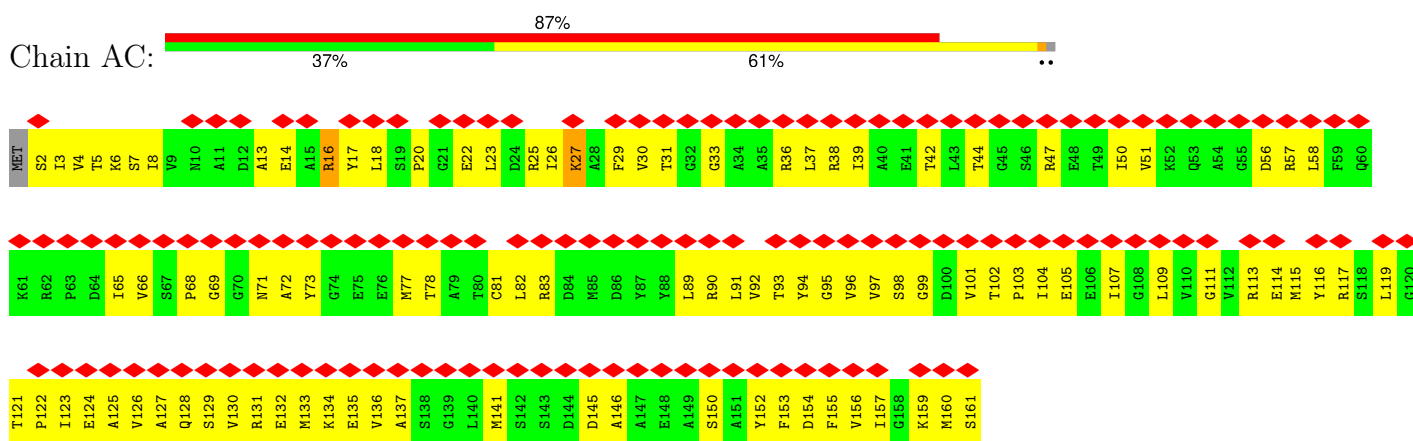 87%
Chain AC:
37% 61% ••
MET S2 I3 V4 T5 K6 S7 I8 V9 N10 A11 D12 A13 E14 A15 R16 Y17 L18 S19 P20 G21 E22 L23 D24 R25 I26 K27 A28 F29 V30 T31 G32 G33 A34 A35 R36 L37 R38 I39 A40 E41 T42 L43 T44 G45 S46 R47 E48 T49 I50 V51 K52 Q53 A54 G55 D56 R57 L58 F59 Q60
K61 R62 P63 D64 I65 V66 S67 P68 G69 G70 N71 A72 Y73 G74 E75 E76 M77 T78 A79 T80 C81 L82 R83 D84 M85 D86 Y87 Y88 L89 R90 L91 V92 T93 Y94 G95 V96 V97 S98 G99 D100 V101 T102 P103 I104 E105 E106 I107 G108 L109 V110 G111 V112 R113 E114 M115 Y116 R117 S118 L119 G120
T121 P122 I123 E124 A125 V126 A127 Q128 S129 V130 R131 E132 M133 K134 E135 V136 A137 S138 G139 L140 M141 S142 S143 D144 D145 A146 A147 E148 A149 S150 A151 Y152 F153 D154 F155 V156 I157 G158 K159 M160 S161